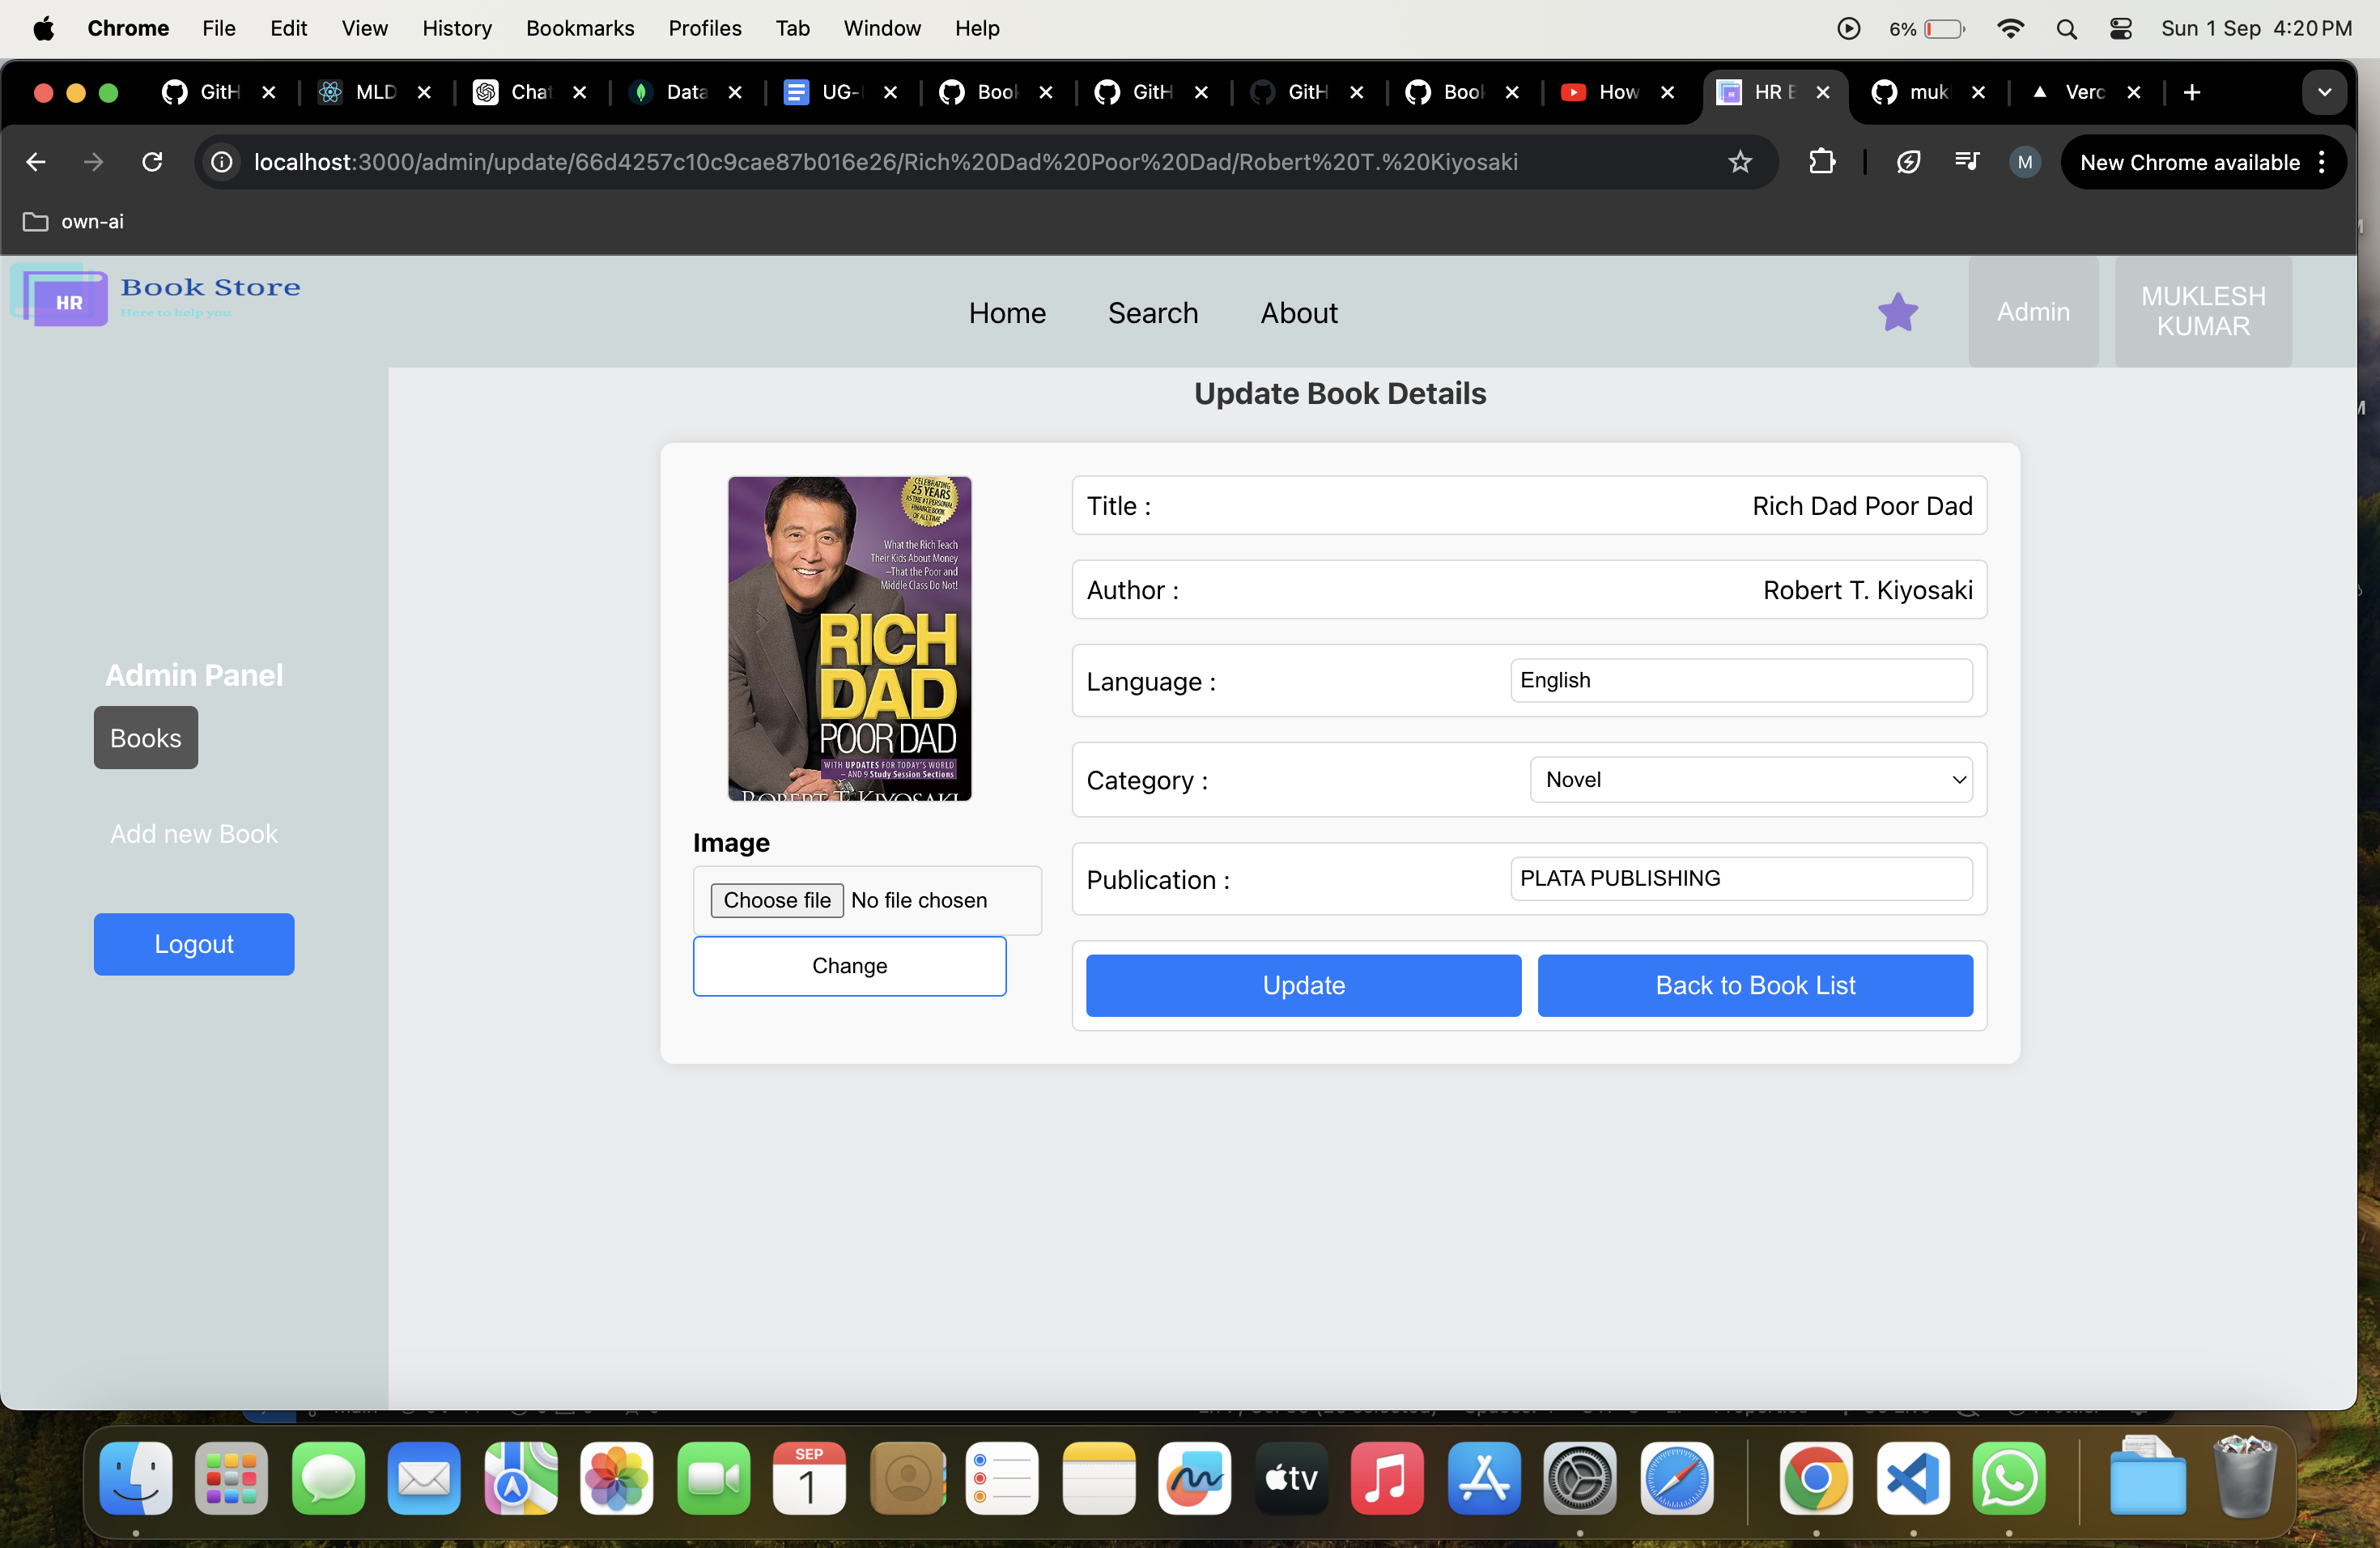 Chrome File Edit View History Bookmarks Profiles Tab Window Help 6% Sun 1 Sep 4:20 PM
GitH MLD Chat Data UG- Book GitH GitH Book How HR muk Verc
localhost:3000/admin/update/66d4257c10c9cae87b016e26/Rich%20Dad%20Poor%20Dad/Robert%20T.%20Kiyosaki M New Chrome available
own-ai
HR Book Store
Here to help you
Home Search About Admin MUKLESH
KUMAR
Update Book Details
CELEBRATING
25 YEARS
AS THE #1 PERSONAL
FINANCE BOOK
OF ALL TIME
What the Rich Teach
Their Kids About Money
–That the Poor and
Middle Class Do Not!
RICH
DAD
POOR DAD
WITH UPDATES FOR TODAY'S WORLD
— AND 9 Study Session Sections
ROBERT T. KIYOSAKI
Title : Rich Dad Poor Dad
Author : Robert T. Kiyosaki
Language : English
Category : Novel
Publication : PLATA PUBLISHING
Update Back to Book List
Image
Choose file No file chosen
Change
Admin Panel
Books
Add new Book
Logout
SEP
1
tv